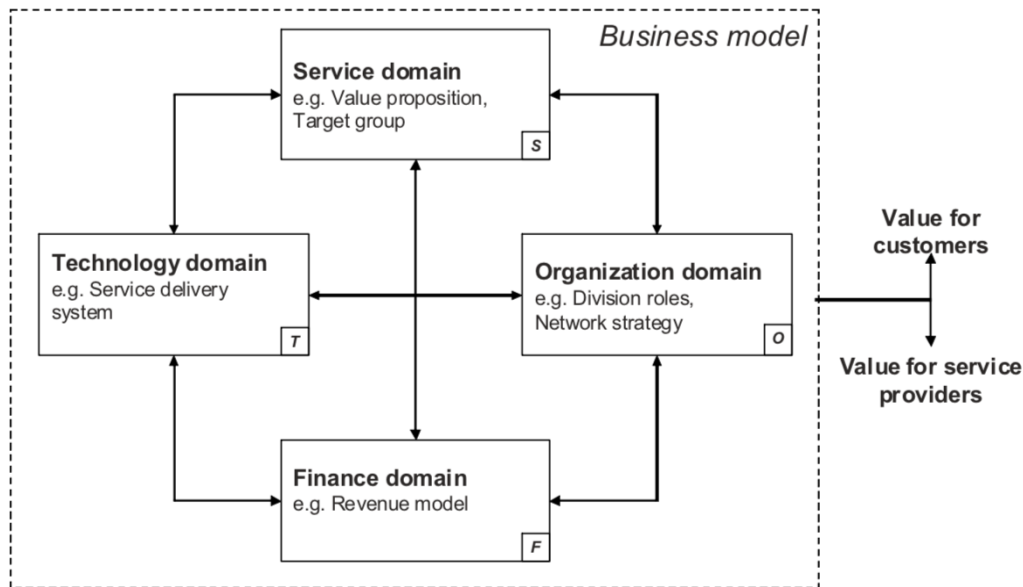 Business model
Service domain
e.g. Value proposition,
Target group
S
Technology domain
e.g. Service delivery
system
T
Organization domain
e.g. Division roles,
Network strategy
O
Value for
customers
Value for service
providers
Finance domain
e.g. Revenue model
F